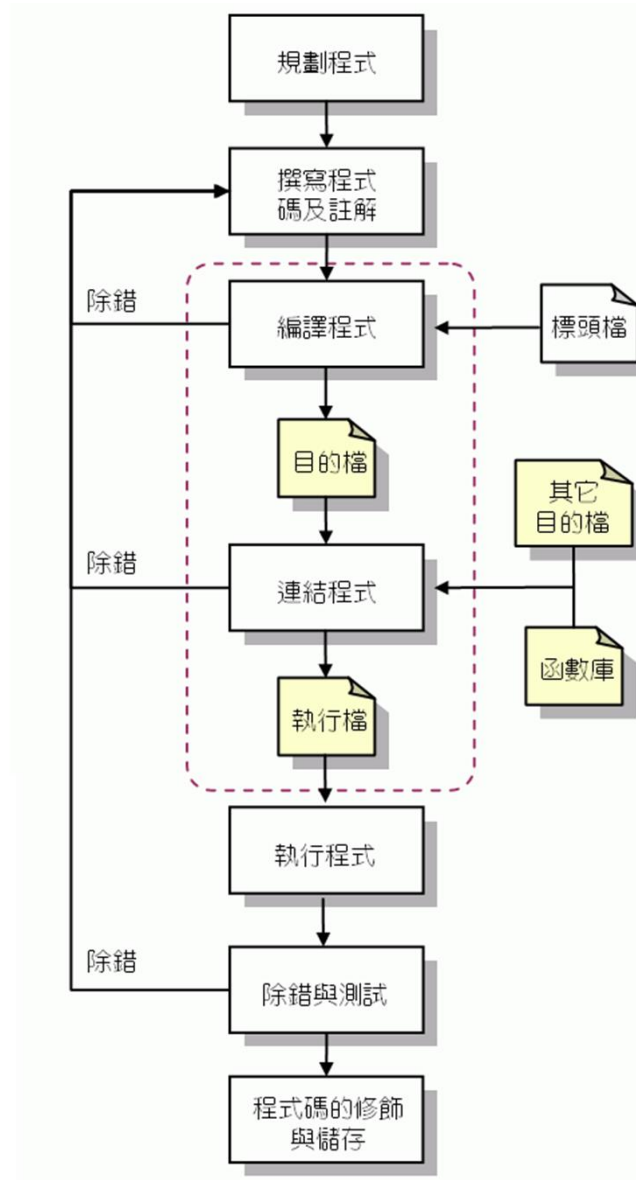 規劃程式
撰寫程式
碼及註解
除錯
編譯程式
標頭檔
目的檔
其它
目的檔
除錯
連結程式
函數庫
執行檔
執行程式
除錯
除錯與測試
程式碼的修飾
與儲存